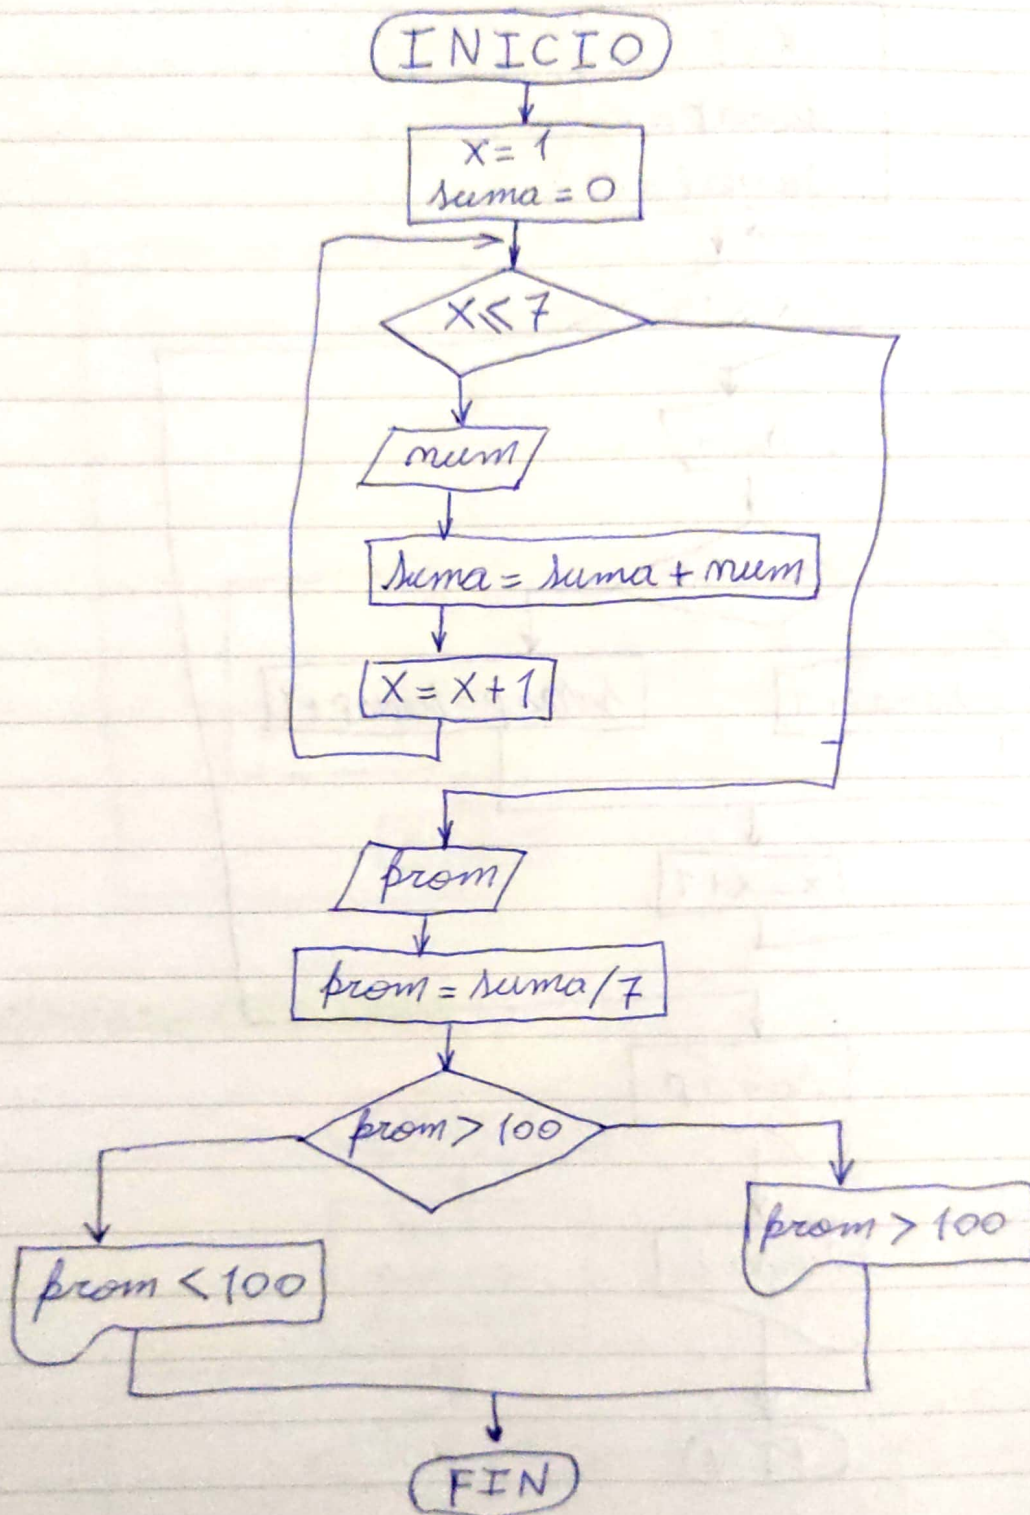 INICIO
x = 1
suma = 0
x ≤ 7
num
suma = suma + num
x = x + 1
prom
prom = suma / 7
prom > 100
prom > 100
prom < 100
FIN